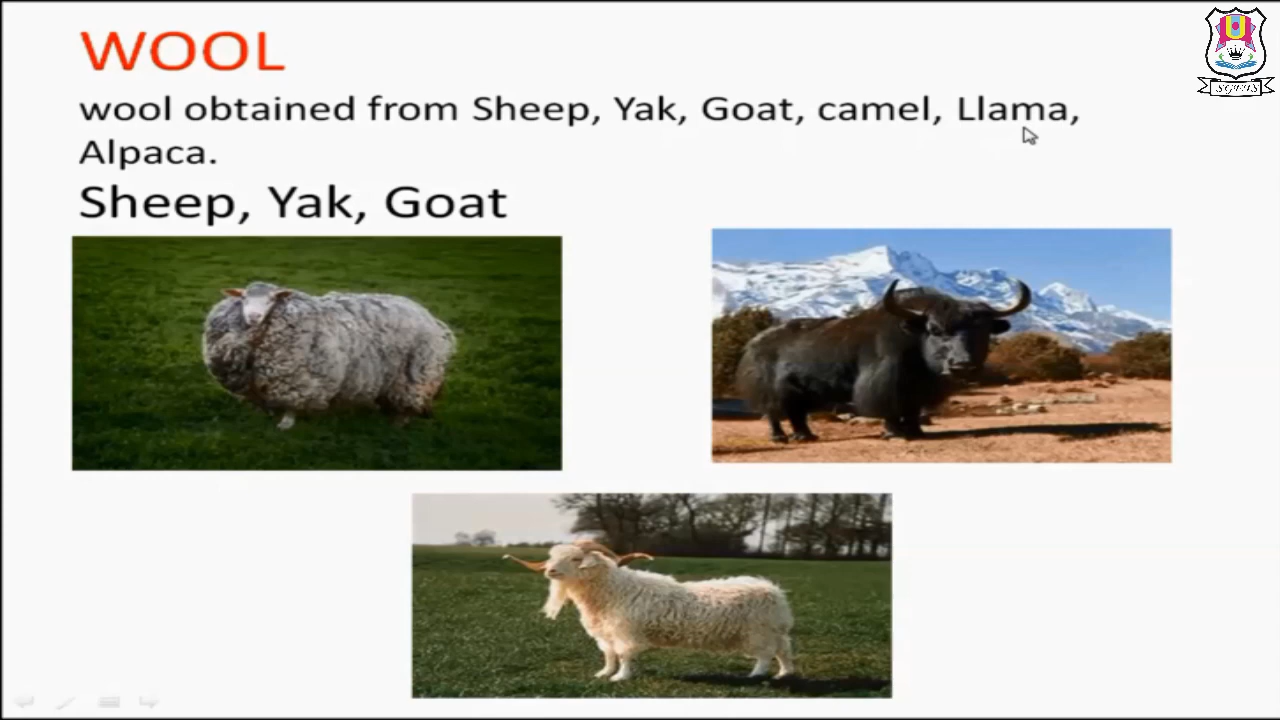 WOOL
wool obtained from Sheep, Yak, Goat, camel, Llama,
Alpaca.
Sheep, Yak, Goat